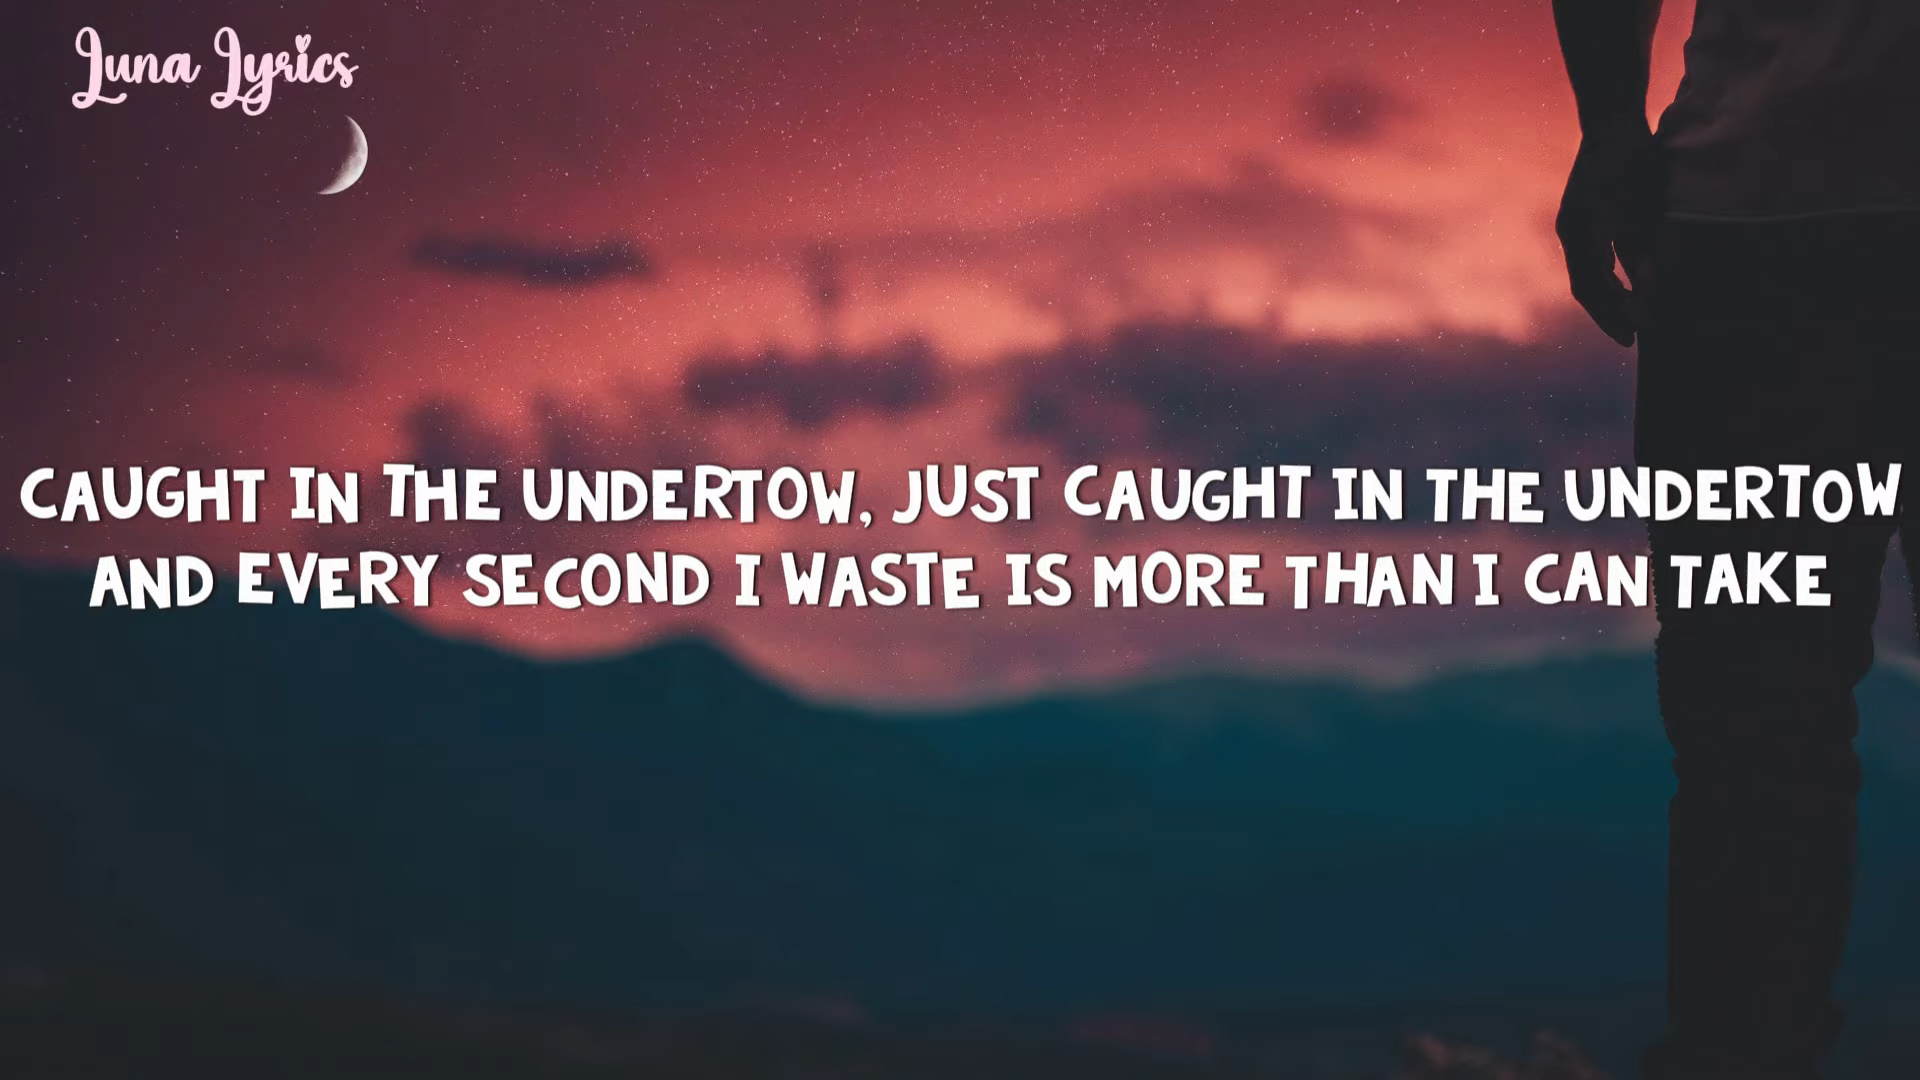 Luna Lyrics
CAUGHT IN THE UNDERTOW, JUST CAUGHT IN THE UNDERTOW
AND EVERY SECOND I WASTE IS MORE THAN I CAN TAKE